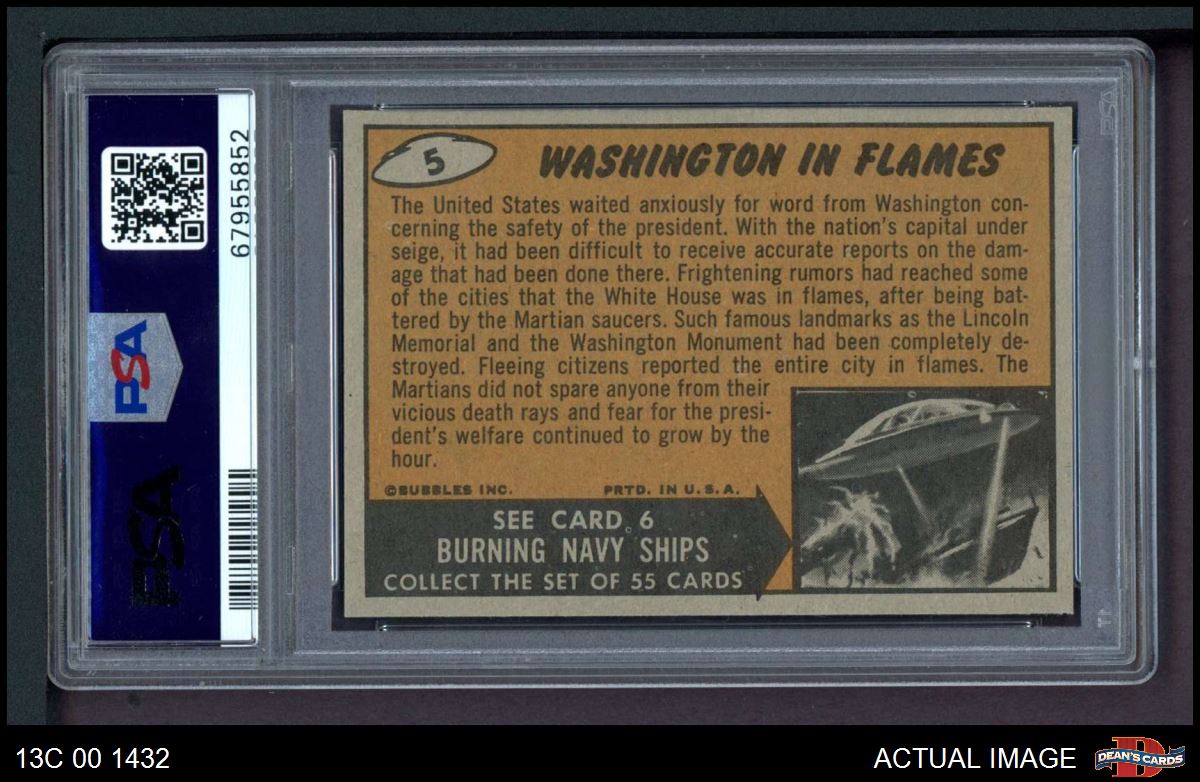 67955852
PSA
PSA
5
WASHINGTON IN FLAMES
The United States waited anxiously for word from Washington con-
cerning the safety of the president. With the nation's capital under
seige, it had been difficult to receive accurate reports on the dam-
age that had been done there. Frightening rumors had reached some
of the cities that the White House was in flames, after being bat-
tered by the Martian saucers. Such famous landmarks as the Lincoln
Memorial and the Washington Monument had been completely de-
stroyed. Fleeing citizens reported the entire city in flames. The
Martians did not spare anyone from their
vicious death rays and fear for the presi-
dent's welfare continued to grow by the
hour.
©BUBBLES INC. PRTD. IN U.S.A.
SEE CARD 6
BURNING NAVY SHIPS
COLLECT THE SET OF 55 CARDS
13C 00 1432
ACTUAL IMAGE
DEAN'S CARDS